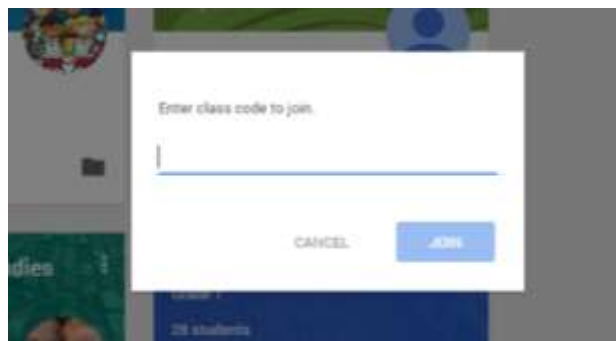 Enter class code to join.
CANCEL
JOIN
dies
Grade 7
28 students